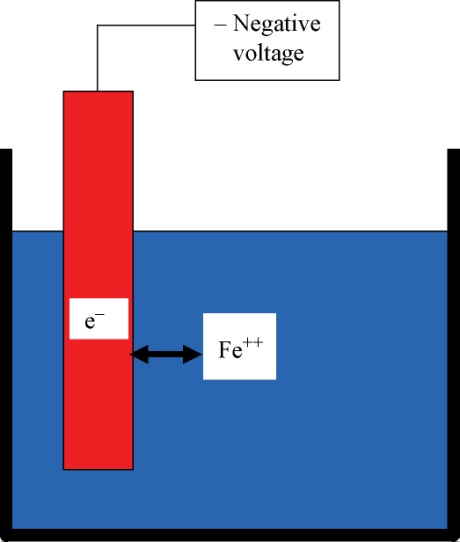 – Negative
voltage
e⁻
Fe⁺⁺